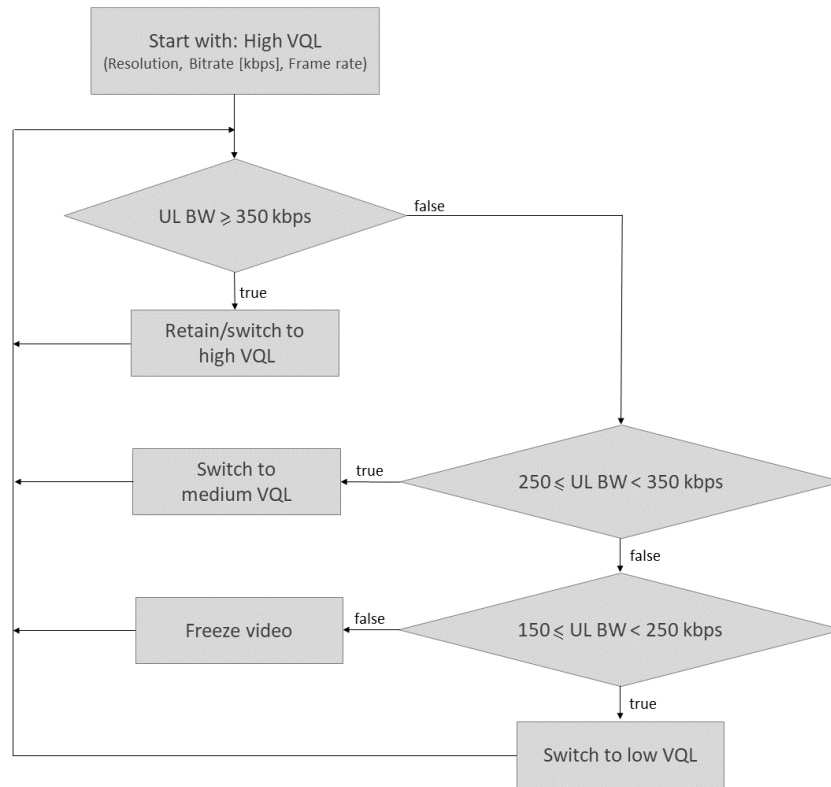 Start with: High VQL
(Resolution, Bitrate [kbps], Frame rate)
UL BW ⩾ 350 kbps
false
true
Retain/switch to
high VQL
Switch to
medium VQL
true
250 ⩽ UL BW < 350 kbps
false
Freeze video
false
150 ⩽ UL BW < 250 kbps
true
Switch to low VQL